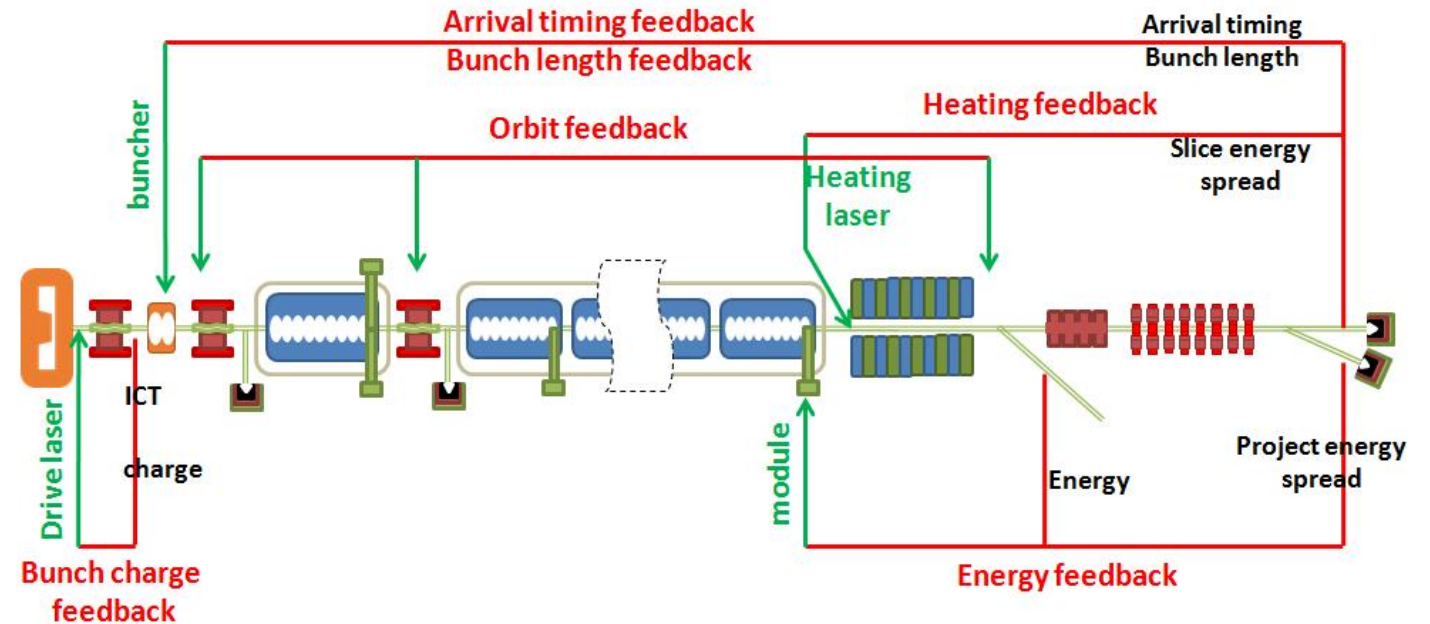 Arrival timing feedback
Bunch length feedback
Arrival timing
Bunch length
Heating feedback
Orbit feedback
buncher
Slice energy
spread
Heating
laser
ICT
charge
Drive laser
module
Energy
Project energy
spread
Bunch charge
feedback
Energy feedback